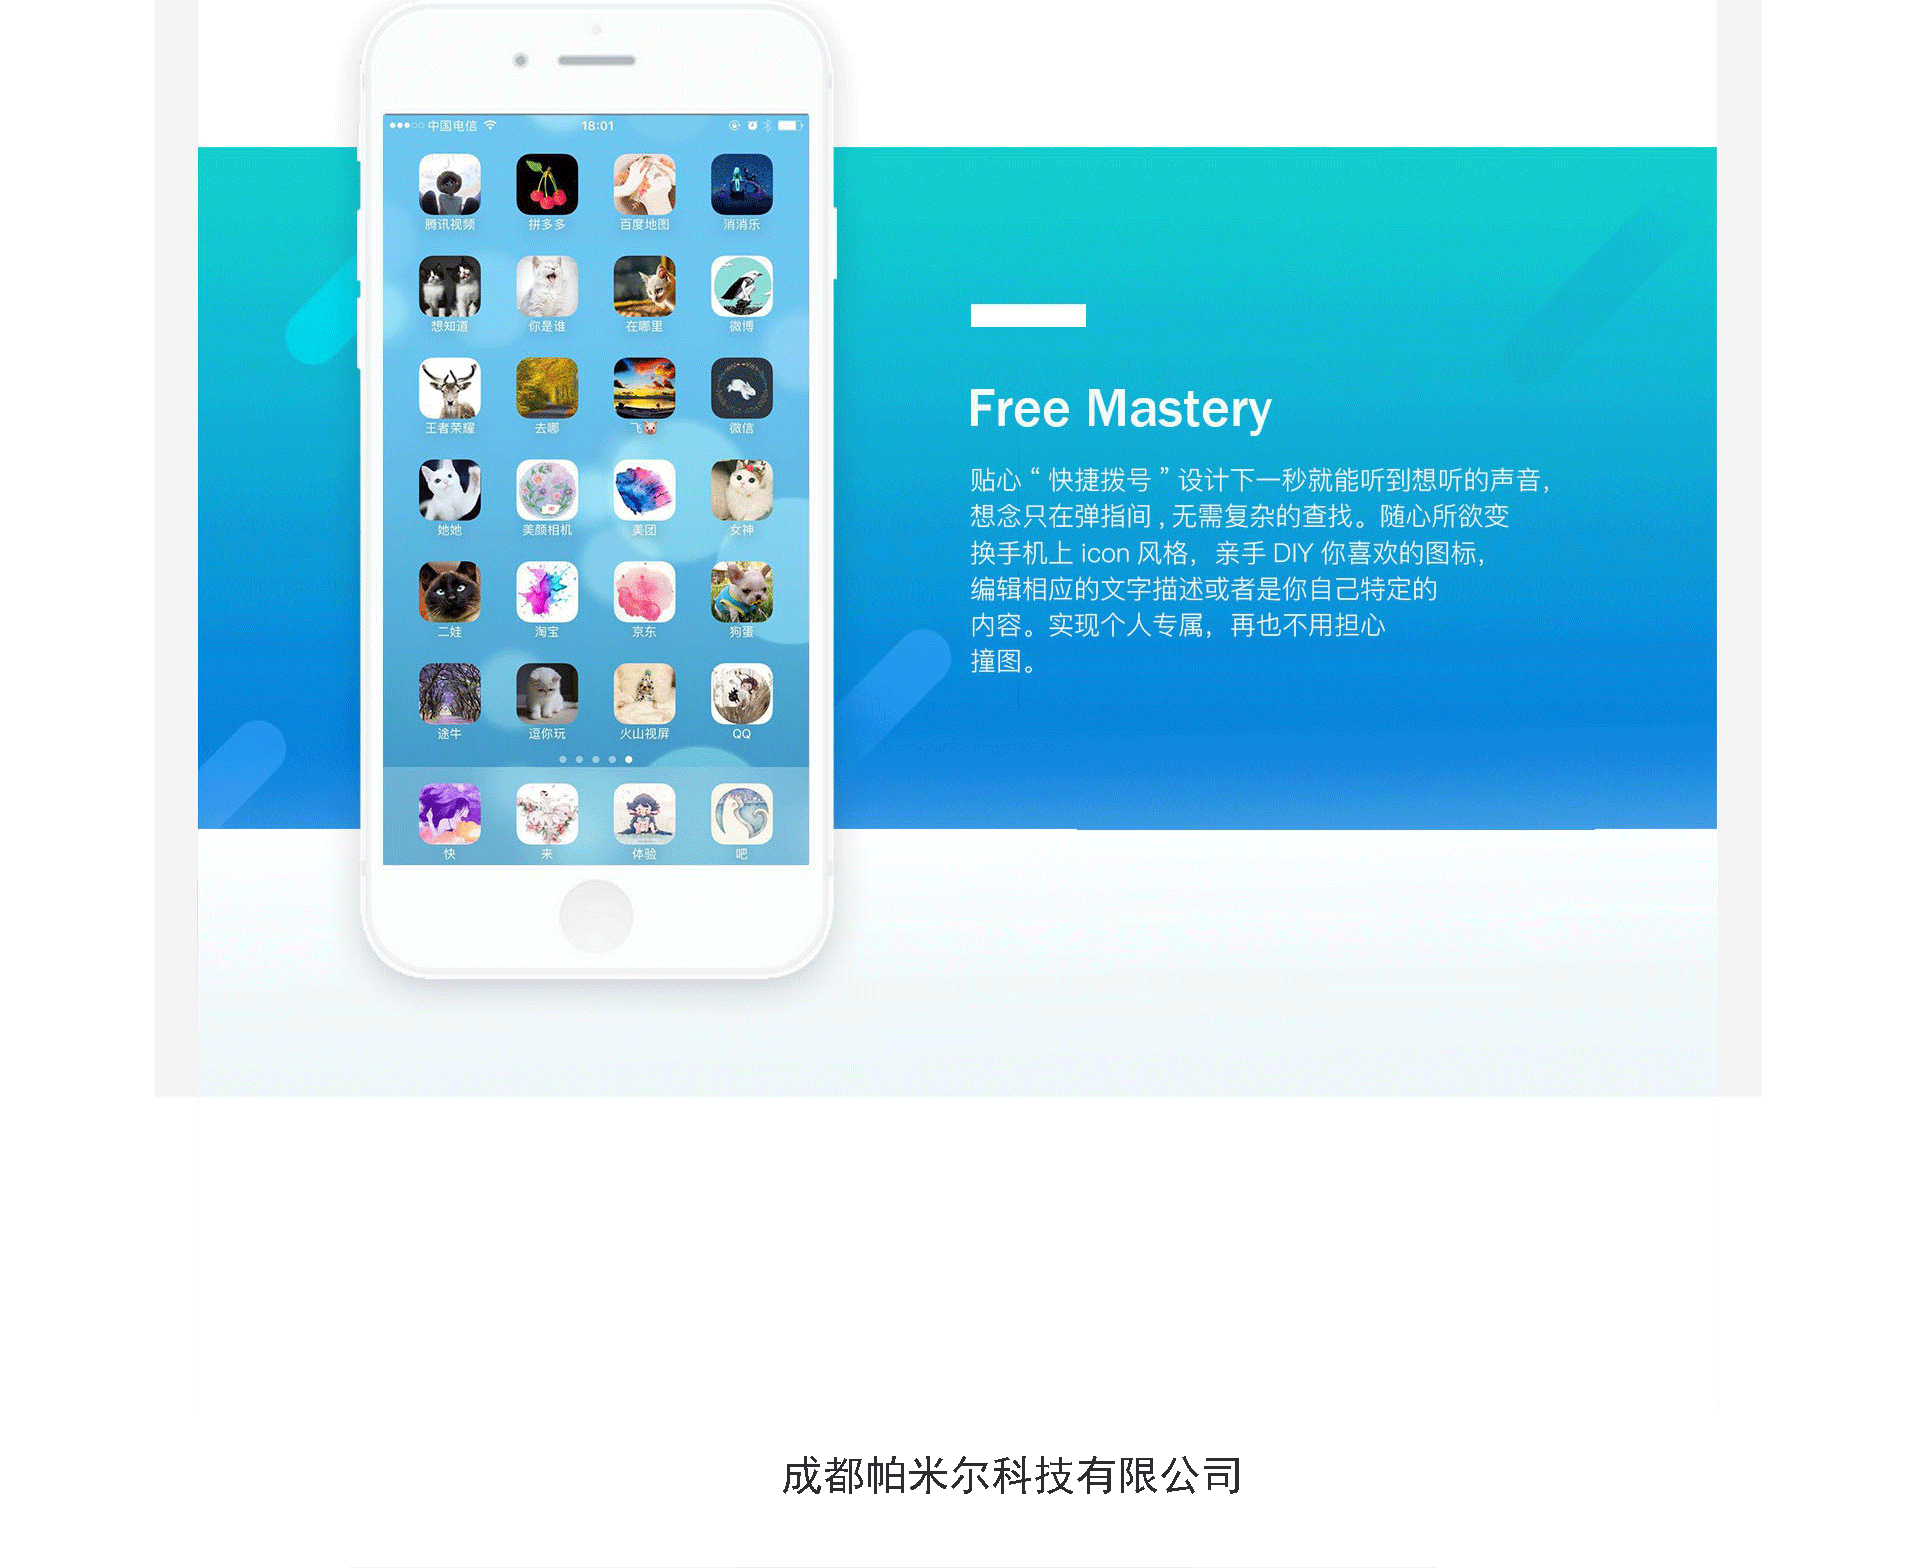 中国电信 18:01
腾讯视频 拼多多 百度地图 消消乐
想知道 你是谁 在哪里 微博
王者荣耀 去哪 飞🐷 微信
她她 美颜相机 美团 女神
二娃 淘宝 京东 狗蛋
途牛 逗你玩 火山视屏 QQ
快 来 体验 吧
Free Mastery
贴心“快捷拨号”设计下一秒就能听到想听的声音，
想念只在弹指间,无需复杂的查找。随心所欲变
换手机上 icon 风格，亲手 DIY 你喜欢的图标，
编辑相应的文字描述或者是你自己特定的
内容。实现个人专属，再也不用担心
撞图。
成都帕米尔科技有限公司